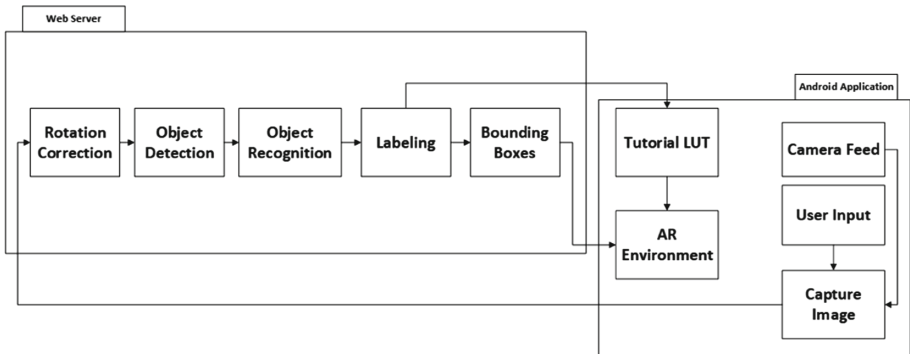 Web Server
Android Application
Rotation
Correction
Object
Detection
Object
Recognition
Labeling
Bounding
Boxes
Tutorial LUT
Camera Feed
User Input
AR
Environment
Capture
Image